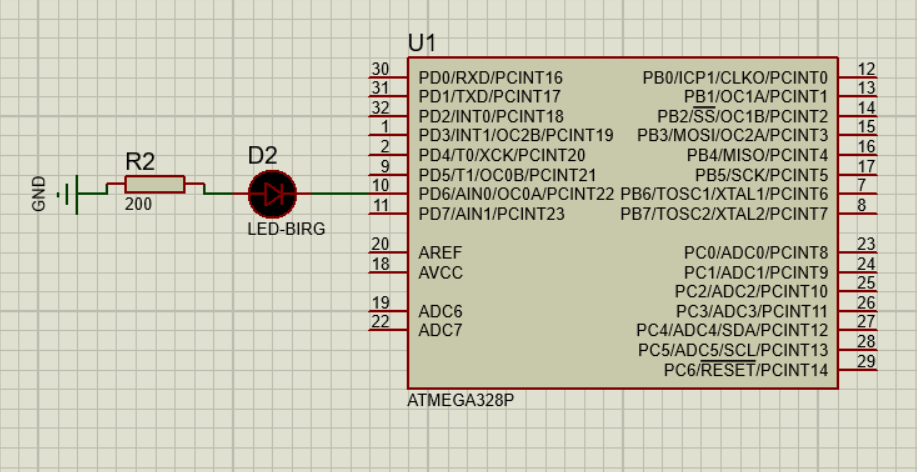 U1
30 PD0/RXD/PCINT16 PB0/ICP1/CLKO/PCINT0 12
31 PD1/TXD/PCINT17 PB1/OC1A/PCINT1 13
32 PD2/INT0/PCINT18 PB2/SS/OC1B/PCINT2 14
1 PD3/INT1/OC2B/PCINT19 PB3/MOSI/OC2A/PCINT3 15
2 PD4/T0/XCK/PCINT20 PB4/MISO/PCINT4 16
9 PD5/T1/OC0B/PCINT21 PB5/SCK/PCINT5 17
10 PD6/AIN0/OC0A/PCINT22 PB6/TOSC1/XTAL1/PCINT6 7
11 PD7/AIN1/PCINT23 PB7/TOSC2/XTAL2/PCINT7 8
20 AREF PC0/ADC0/PCINT8 23
18 AVCC PC1/ADC1/PCINT9 24
PC2/ADC2/PCINT10 25
19 ADC6 PC3/ADC3/PCINT11 26
22 ADC7 PC4/ADC4/SDA/PCINT12 27
PC5/ADC5/SCL/PCINT13 28
PC6/RESET/PCINT14 29
ATMEGA328P
GND
R2
200
D2
LED-BIRG